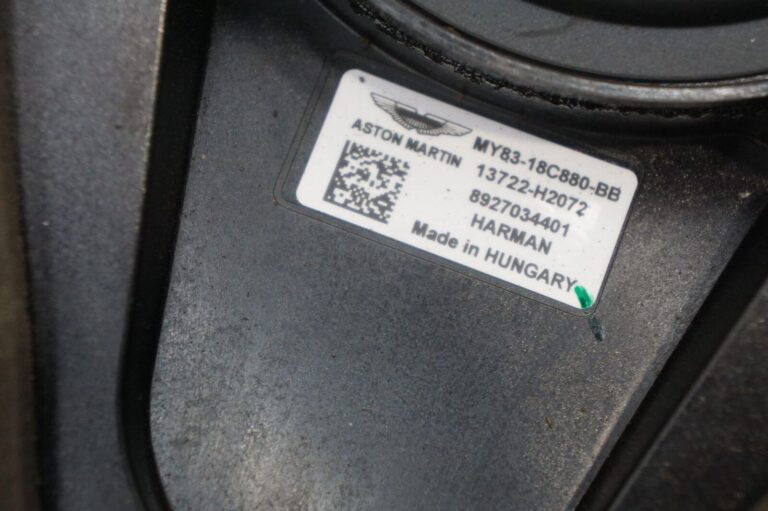 ASTON MARTIN
MY83-18C880-BB
13722-H2072
8927034401
HARMAN
Made in HUNGARY